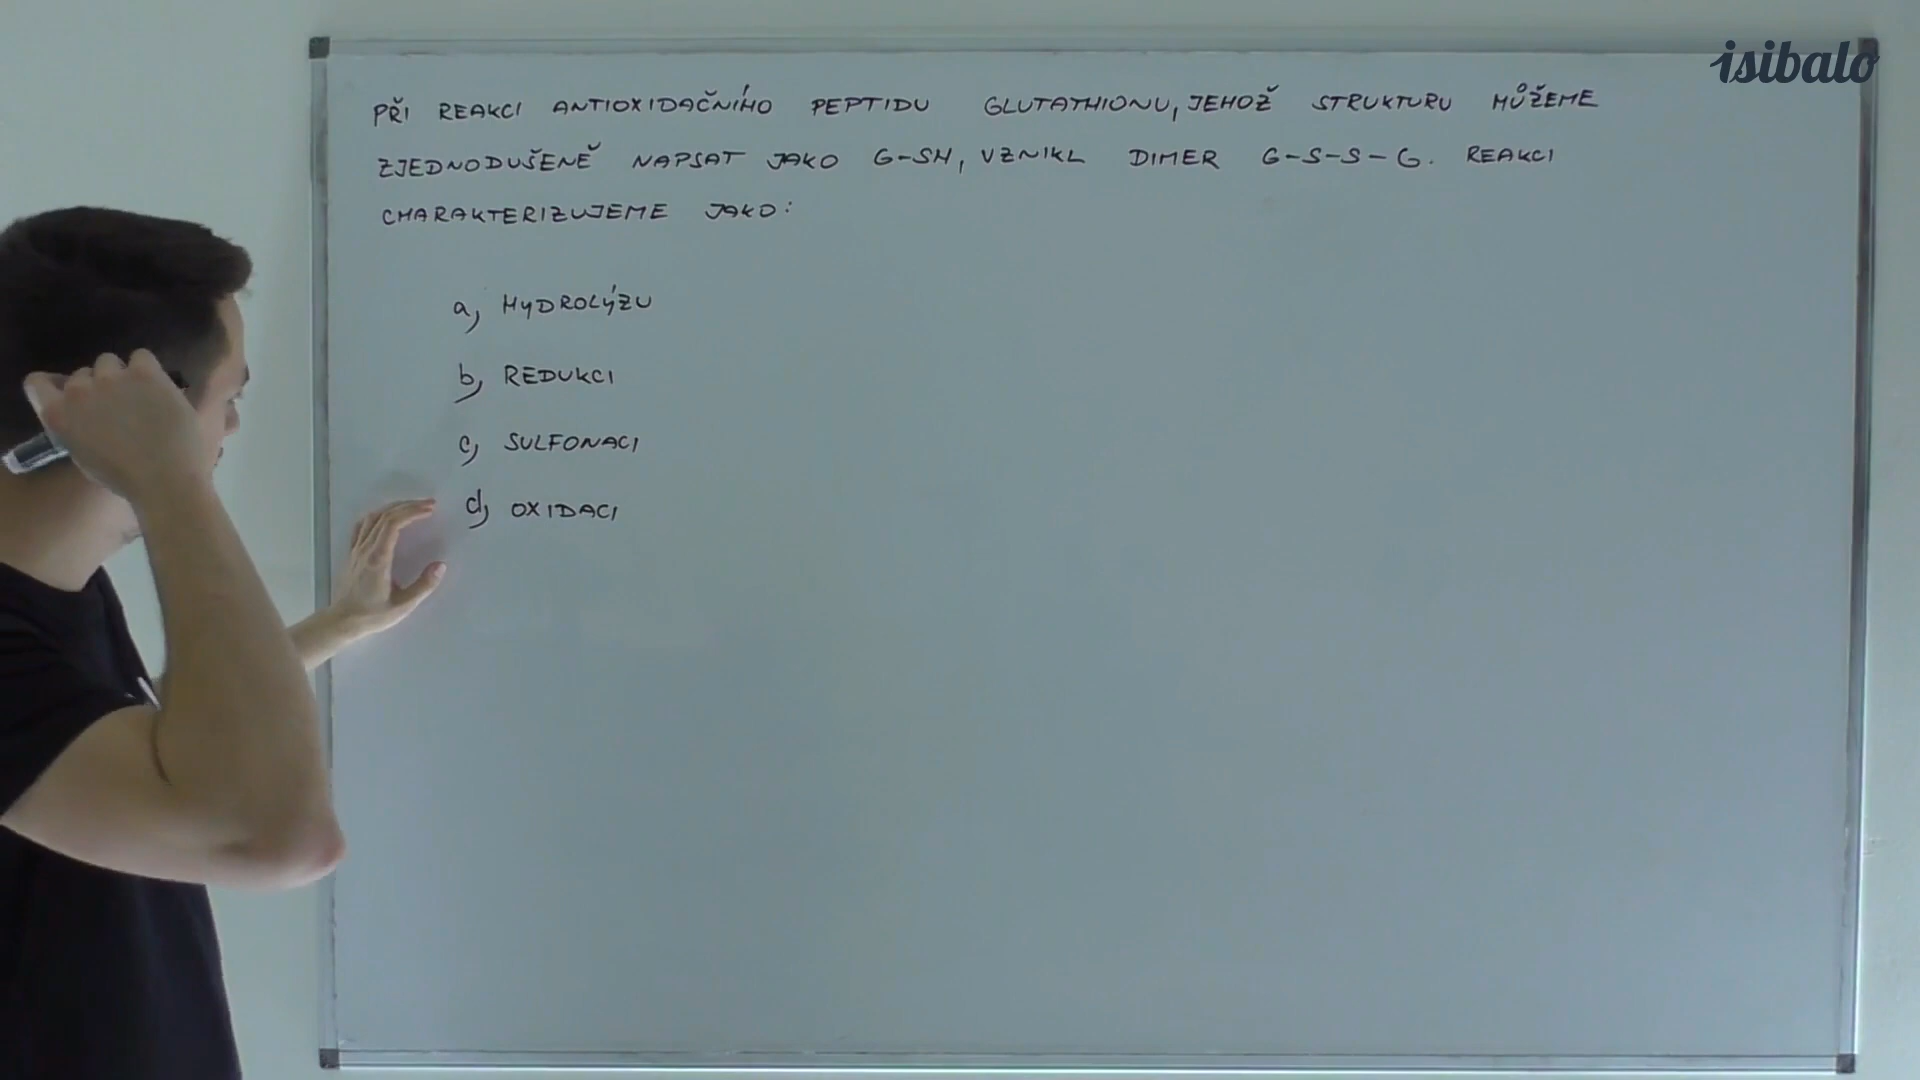 isibalo
PŘI REAKCI ANTIOXIDAČNÍHO PEPTIDU GLUTATHIONU, JEHOŽ STRUKTURU MŮŽEME
ZJEDNODUŠENĚ NAPSAT JAKO G-SH, VZNIKL DIMER G-S-S-G. REAKCI
CHARAKTERIZUJEME JAKO:
a) HYDROLÝZU
b) REDUKCI
c) SULFONACI
d) OXIDACI